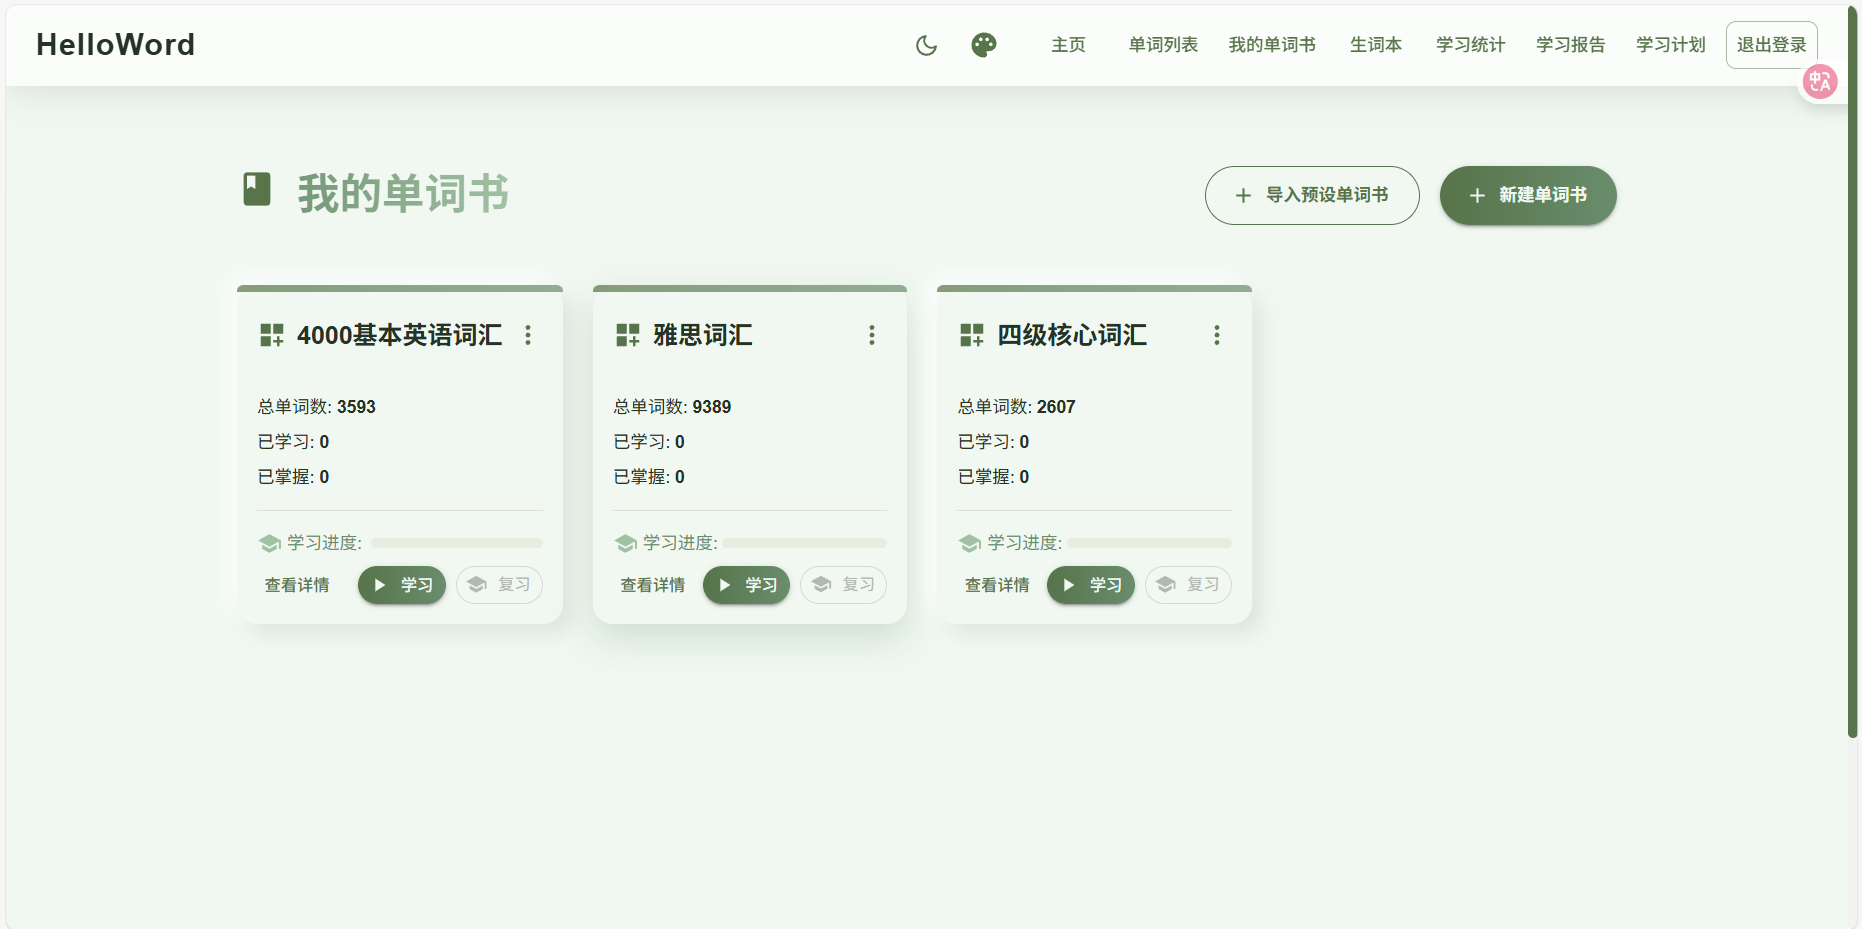 HelloWord
主页 单词列表 我的单词书 生词本 学习统计 学习报告 学习计划 退出登录
中A
我的单词书
+ 导入预设单词书
+ 新建单词书
4000基本英语词汇
总单词数: 3593
已学习: 0
已掌握: 0
学习进度:
查看详情 学习 复习
雅思词汇
总单词数: 9389
已学习: 0
已掌握: 0
学习进度:
查看详情 学习 复习
四级核心词汇
总单词数: 2607
已学习: 0
已掌握: 0
学习进度:
查看详情 学习 复习